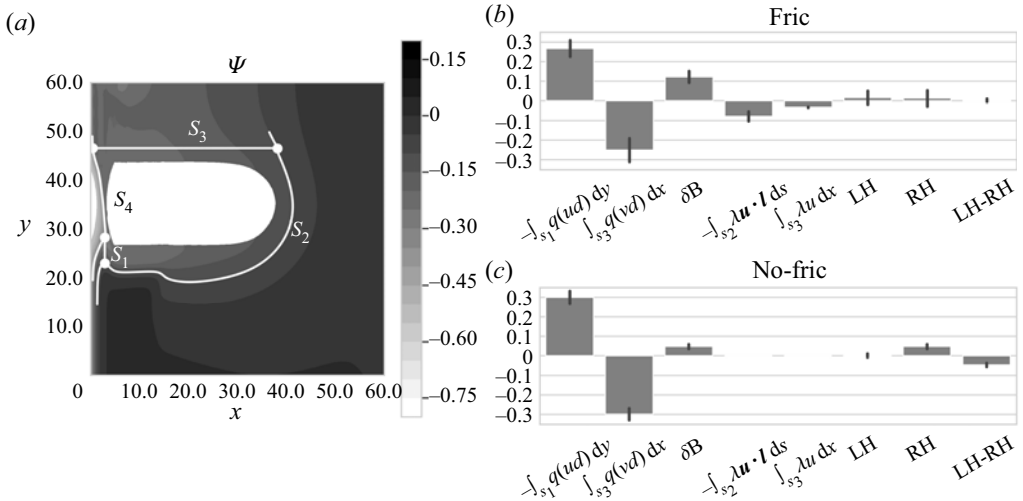 (a)
Ψ
60.0
50.0
40.0
30.0
20.0
10.0
0
y
10.0 20.0 30.0 40.0 50.0 60.0
x
S₃
S₄
S₂
S₁
0.15
0
−0.15
−0.30
−0.45
−0.60
−0.75
(b)
Fric
0.3
0.2
0.1
0
−0.1
−0.2
−0.3
−∫S₁ q(ud) dy
∫S₃ q(vd) dx
δB
−∫S₂ λu · l ds
∫S₃ λu dx
LH
RH
LH-RH
(c)
No-fric
0.3
0.2
0.1
0
−0.1
−0.2
−0.3
−∫S₁ q(ud) dy
∫S₃ q(vd) dx
δB
−∫S₂ λu · l ds
∫S₃ λu dx
LH
RH
LH-RH